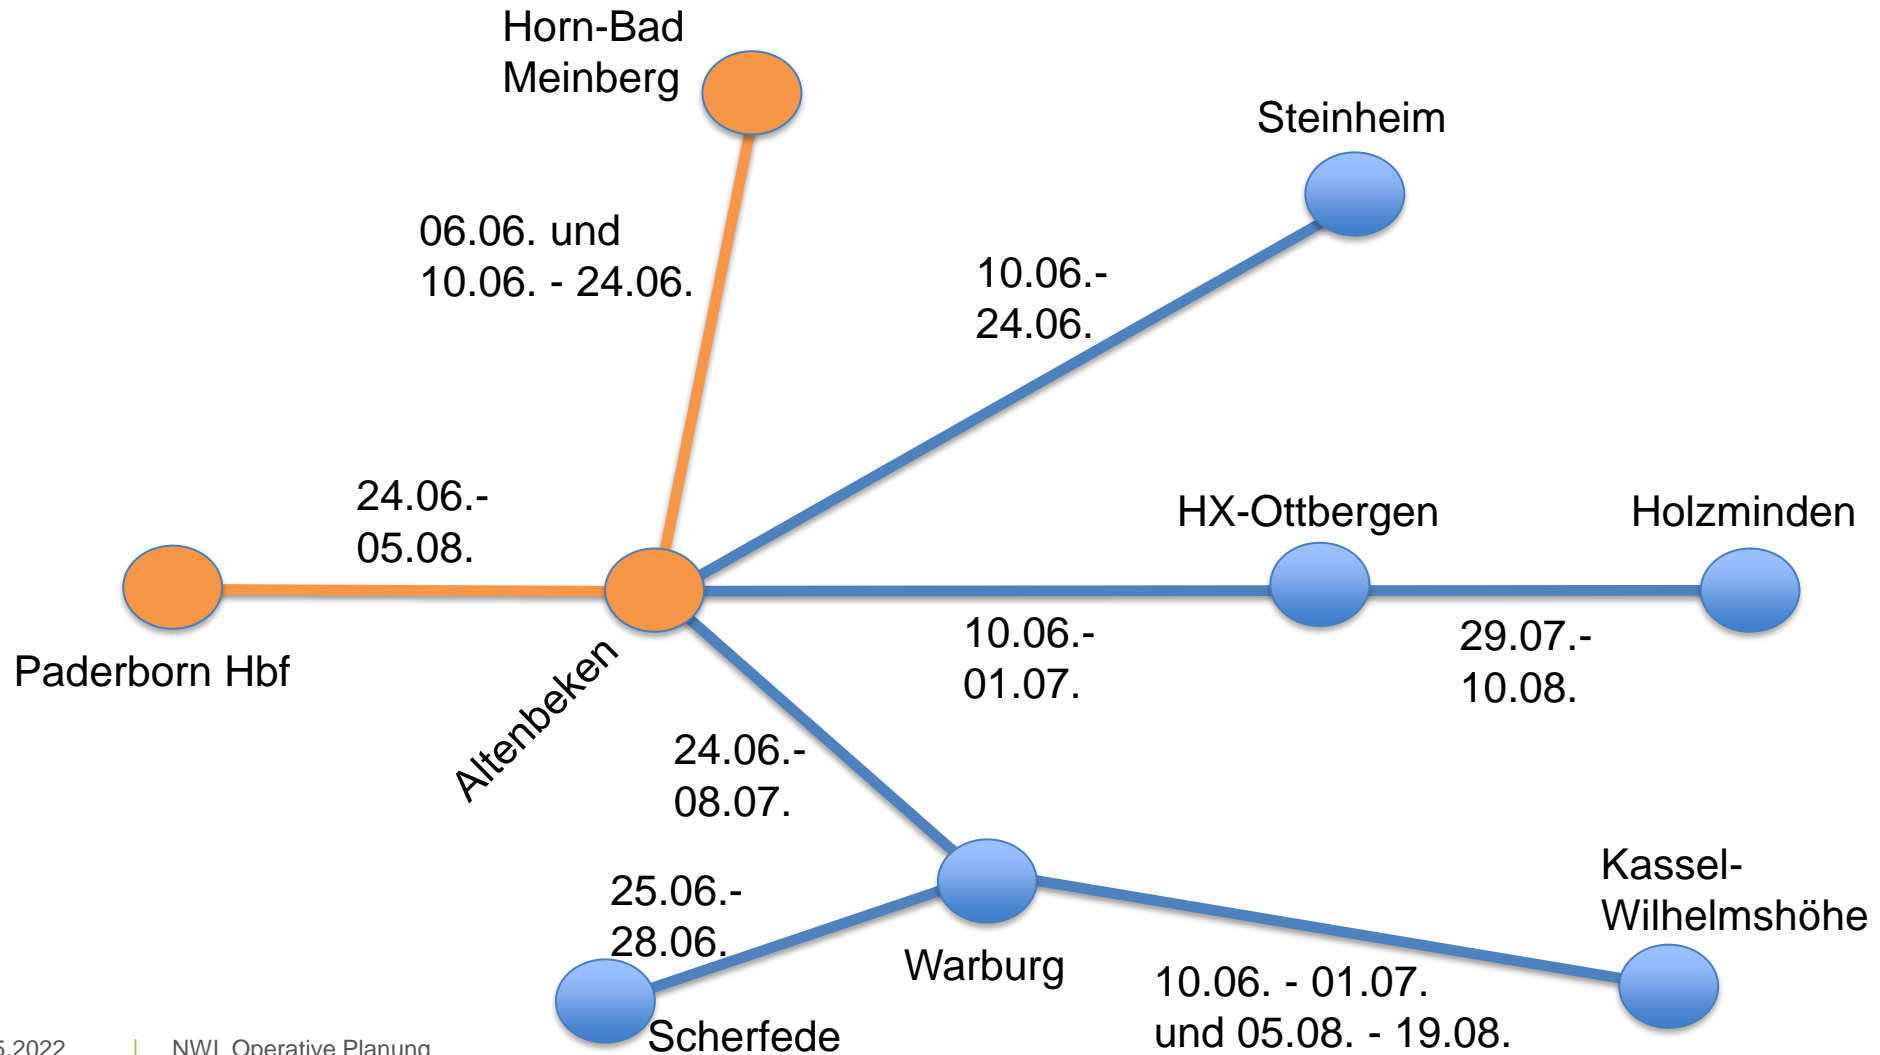 Horn-Bad
Meinberg
Steinheim
06.06. und
10.06. - 24.06.
10.06.-
24.06.
24.06.-
05.08.
HX-Ottbergen
Holzminden
Paderborn Hbf
Altenbeken
10.06.-
01.07.
29.07.-
10.08.
24.06.-
08.07.
25.06.-
28.06.
Warburg
Kassel-
Wilhelmshöhe
10.06. - 01.07.
und 05.08. - 19.08.
Scherfede
5.2022 | NWL Operative Planung